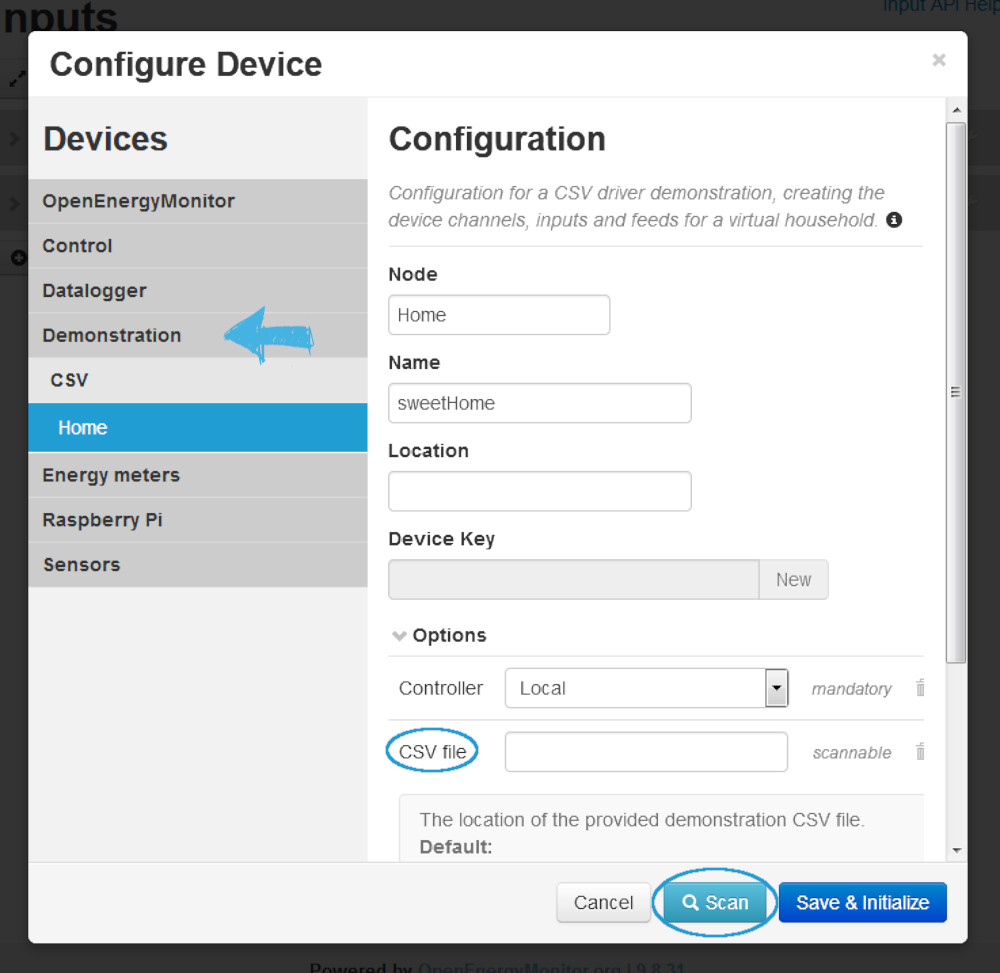 nputs
Input API Help
Configure Device
×
Devices
OpenEnergyMonitor
Control
Datalogger
Demonstration
CSV
Home
Energy meters
Raspberry Pi
Sensors
Configuration
Configuration for a CSV driver demonstration, creating the
device channels, inputs and feeds for a virtual household.
Node
Home
Name
sweetHome
Location
Device Key
New
Options
Controller
Local
mandatory
CSV file
scannable
The location of the provided demonstration CSV file.
Default:
Cancel
Scan
Save & Initialize
Powered by OpenEnergyMonitor.org | 9.8.31